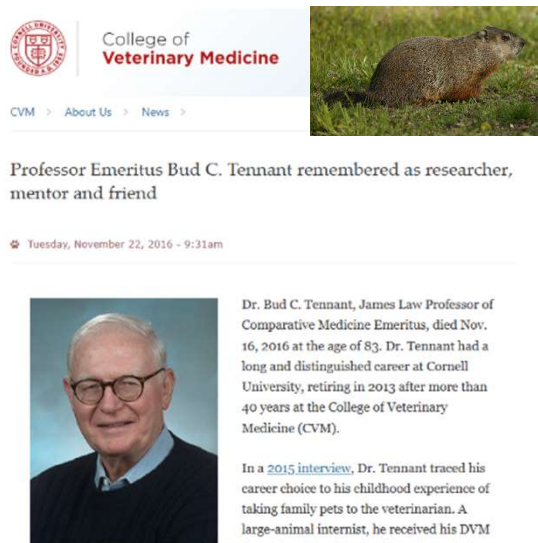 College of
Veterinary Medicine
CVM > About Us > News >
Professor Emeritus Bud C. Tennant remembered as researcher,
mentor and friend
Tuesday, November 22, 2016 - 9:31am
Dr. Bud C. Tennant, James Law Professor of
Comparative Medicine Emeritus, died Nov.
16, 2016 at the age of 83. Dr. Tennant had a
long and distinguished career at Cornell
University, retiring in 2013 after more than
40 years at the College of Veterinary
Medicine (CVM).
In a 2015 interview, Dr. Tennant traced his
career choice to his childhood experience of
taking family pets to the veterinarian. A
large-animal internist, he received his DVM